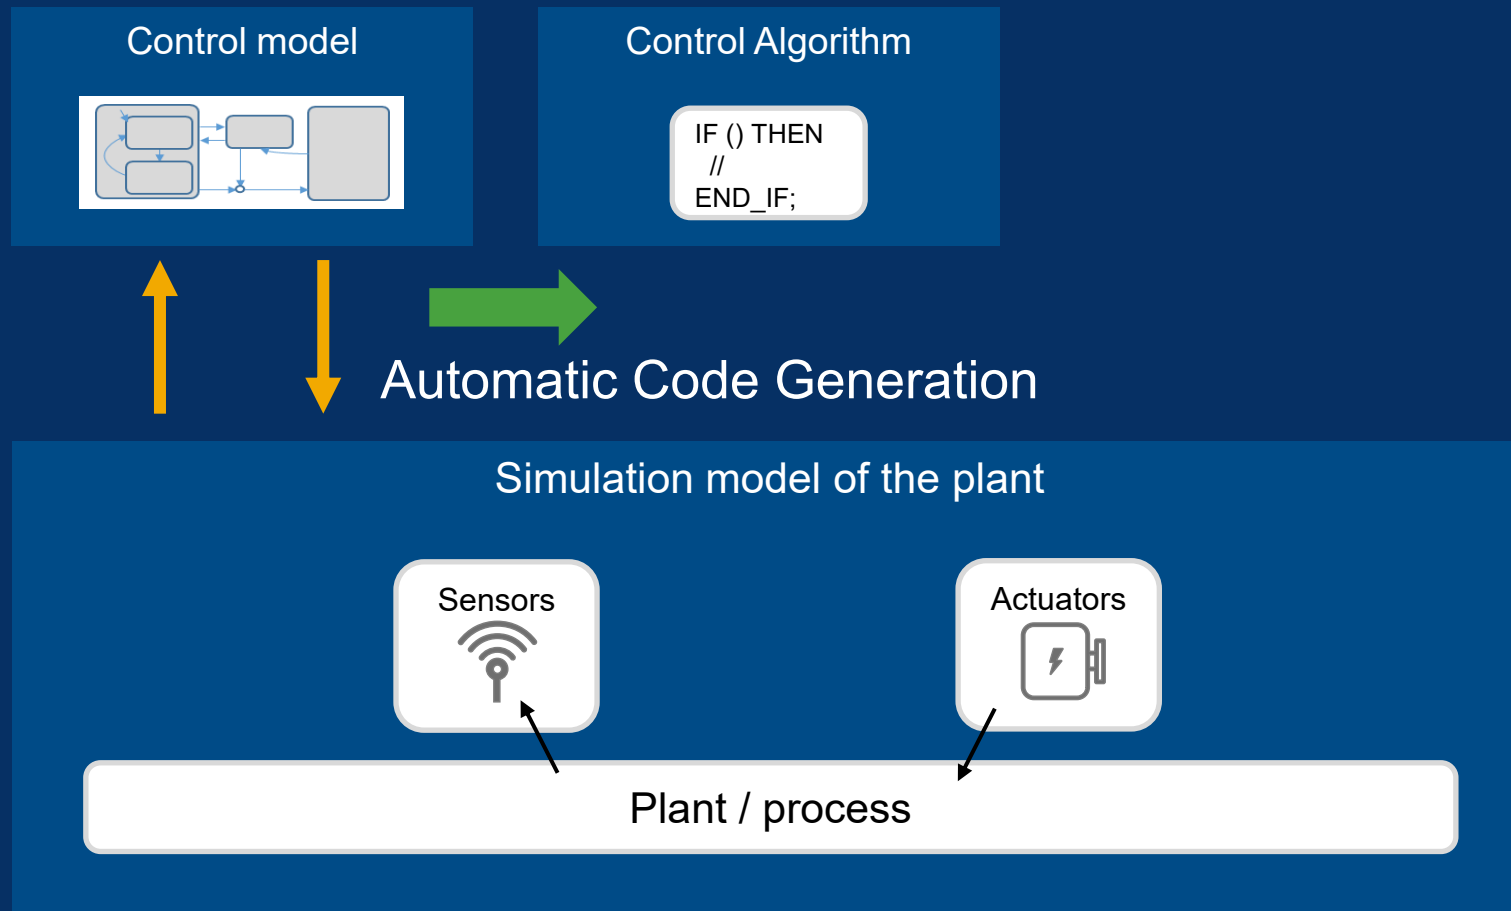 Control model
Control Algorithm
IF () THEN
//
END_IF;
Automatic Code Generation
Simulation model of the plant
Sensors
Actuators
Plant / process